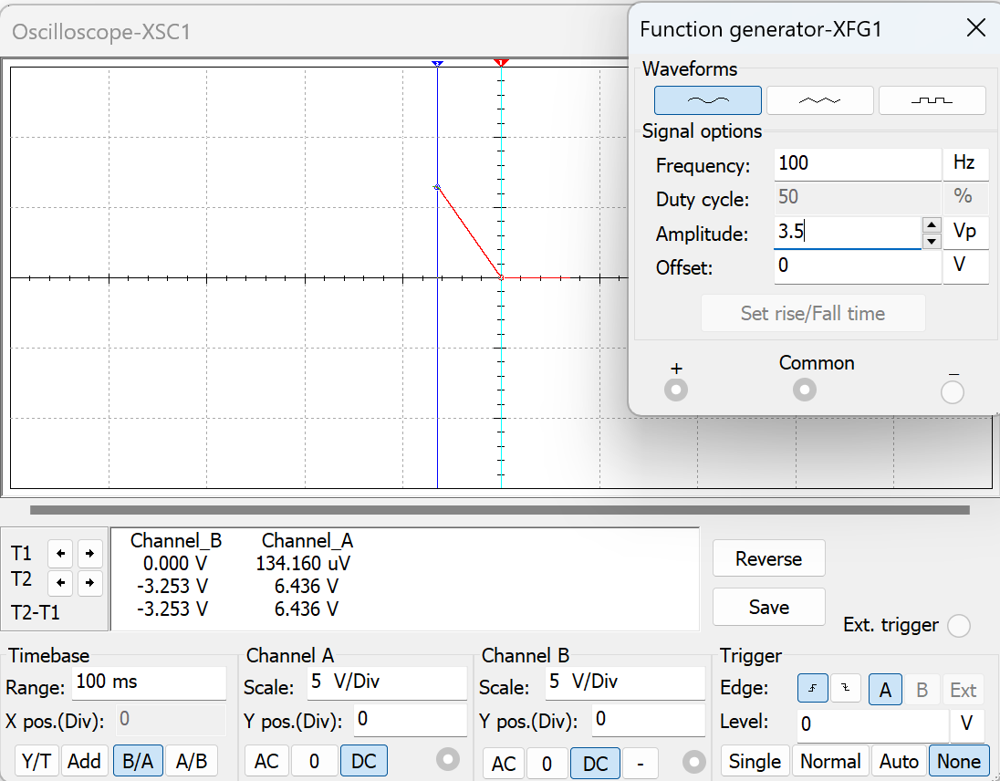 Oscilloscope-XSC1
Function generator-XFG1
Waveforms
Signal options
Frequency: 100 Hz
Duty cycle: 50 %
Amplitude: 3.5 Vp
Offset: 0 V
Set rise/Fall time
+ Common –
Channel_B Channel_A
T1 0.000 V 134.160 uV
T2 -3.253 V 6.436 V
T2-T1 -3.253 V 6.436 V
Reverse
Save
Ext. trigger
Timebase
Range: 100 ms
X pos.(Div): 0
Y/T Add B/A A/B
Channel A
Scale: 5 V/Div
Y pos.(Div): 0
AC 0 DC
Channel B
Scale: 5 V/Div
Y pos.(Div): 0
AC 0 DC -
Trigger
Edge: A B Ext
Level: 0 V
Single Normal Auto None